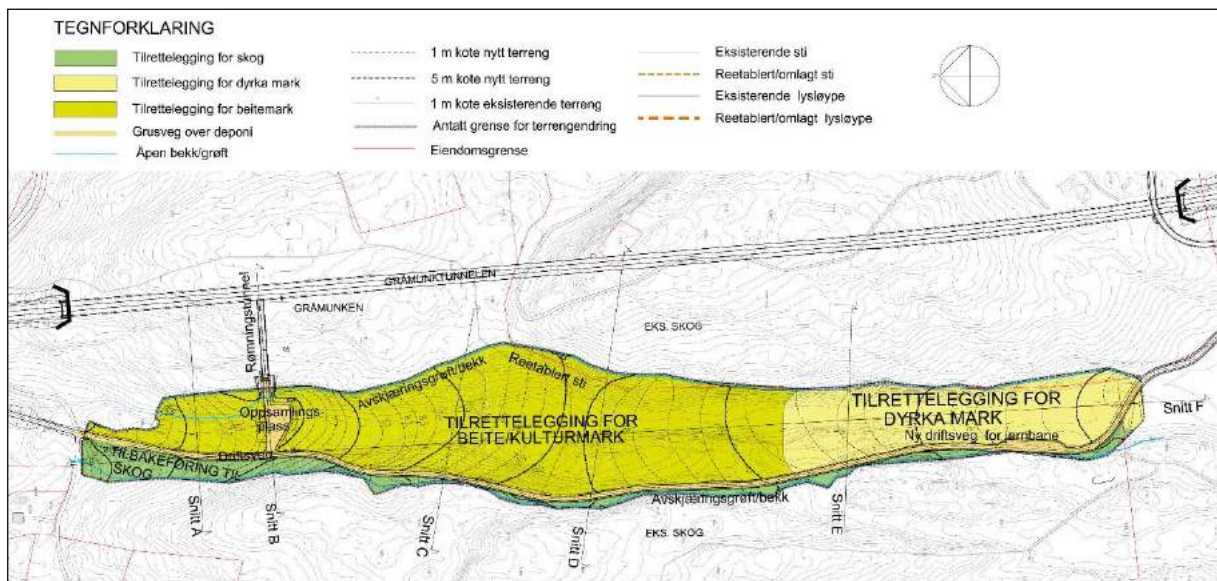 TEGNFORKLARING
Tilrettelegging for skog
Tilrettelegging for dyrka mark
Tilrettelegging for beitemark
Grusveg over deponi
Åpen bekk/grøft
1 m kote nytt terreng
5 m kote nytt terreng
1 m kote eksisterende terreng
Antatt grense for terrengendring
Eiendomsgrense
Eksisterende sti
Reetablert/omlagt sti
Eksisterende lysløype
Reetablert/omlagt lysløype
GRÅMUNKTUNNELEN
Rømningstunnel
GRÅMUNKEN
EKS. SKOG
Avskjæringsgrøft/bekk
Reetablert sti
Oppsamlings-
plass
TILRETTELEGGING FOR
BEITE/KULTURMARK
TILRETTELEGGING FOR
DYRKA MARK
Ny driftsveg for jernbane
Snitt F
Driftsveg
TILBAKEFØRING TIL
SKOG
Avskjæringsgrøft/bekk
EKS. SKOG
Snitt A
Snitt B
Snitt C
Snitt D
Snitt E